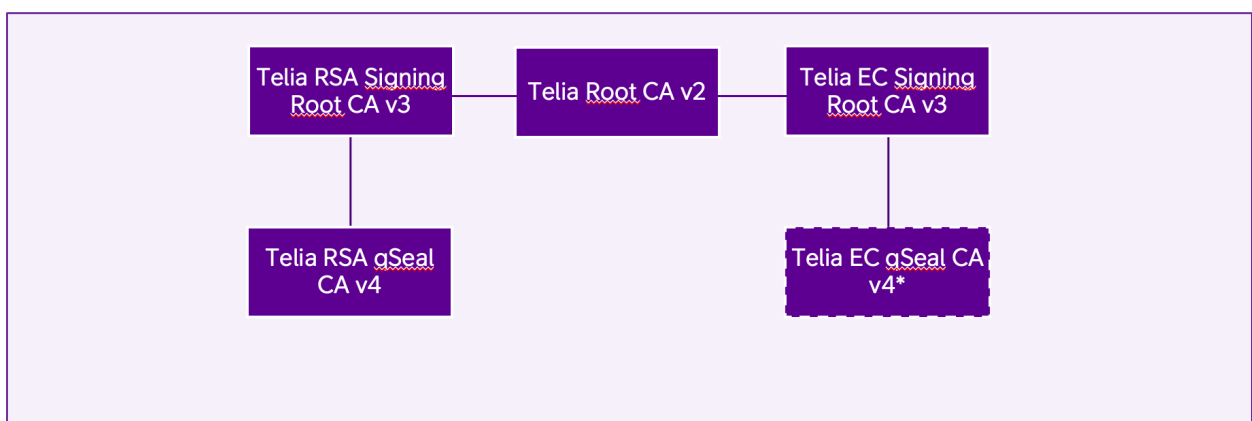 Telia RSA Signing
Root CA v3
Telia Root CA v2
Telia EC Signing
Root CA v3
Telia RSA qSeal
CA v4
Telia EC qSeal CA
v4*